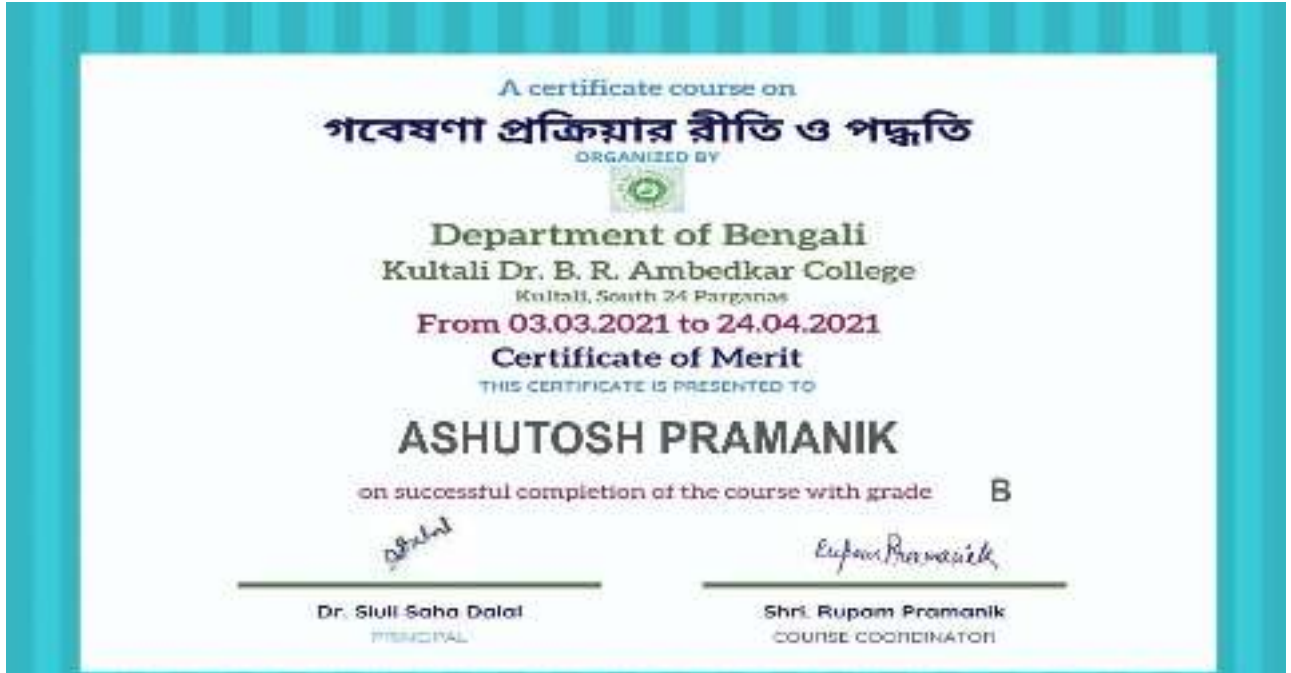 A certificate course on
গবেষণা প্রক্রিয়ার রীতি ও পদ্ধতি
ORGANIZED BY
Department of Bengali
Kultali Dr. B. R. Ambedkar College
Kultali, South 24 Parganas
From 03.03.2021 to 24.04.2021
Certificate of Merit
THIS CERTIFICATE IS PRESENTED TO
ASHUTOSH PRAMANIK
on successful completion of the course with grade B
Rupam Pramanik
Dr. Siuli Saha Dalal
Shri. Rupam Pramanik
PRINCIPAL
COURSE COORDINATOR